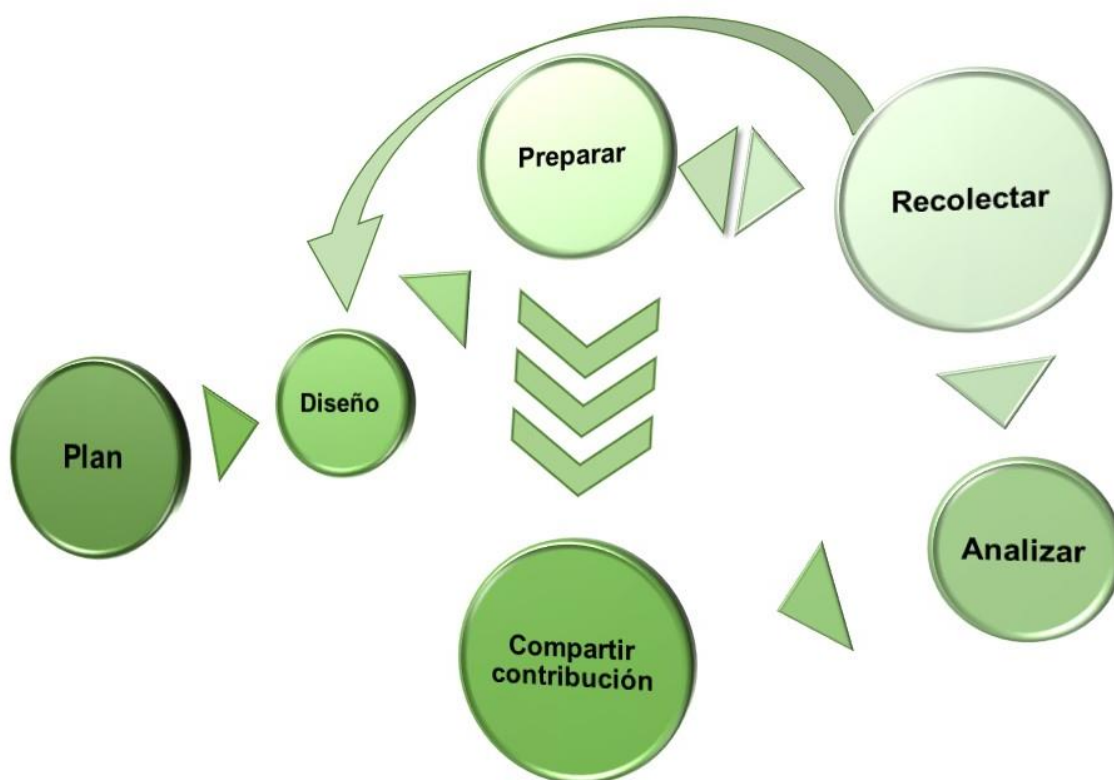 Plan
Diseño
Preparar
Recolectar
Analizar
Compartir
contribución